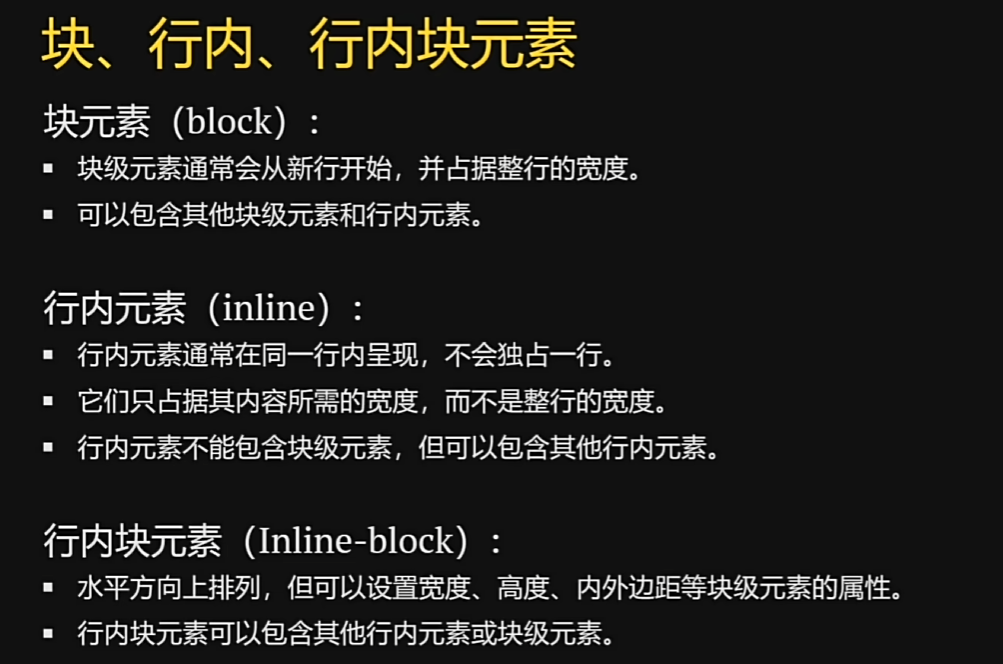 块、行内、行内块元素
块元素（block）：
▪ 块级元素通常会从新行开始，并占据整行的宽度。
▪ 可以包含其他块级元素和行内元素。
行内元素（inline）：
▪ 行内元素通常在同一行内呈现，不会独占一行。
▪ 它们只占据其内容所需的宽度，而不是整行的宽度。
▪ 行内元素不能包含块级元素，但可以包含其他行内元素。
行内块元素（Inline-block）：
▪ 水平方向上排列，但可以设置宽度、高度、内外边距等块级元素的属性。
▪ 行内块元素可以包含其他行内元素或块级元素。